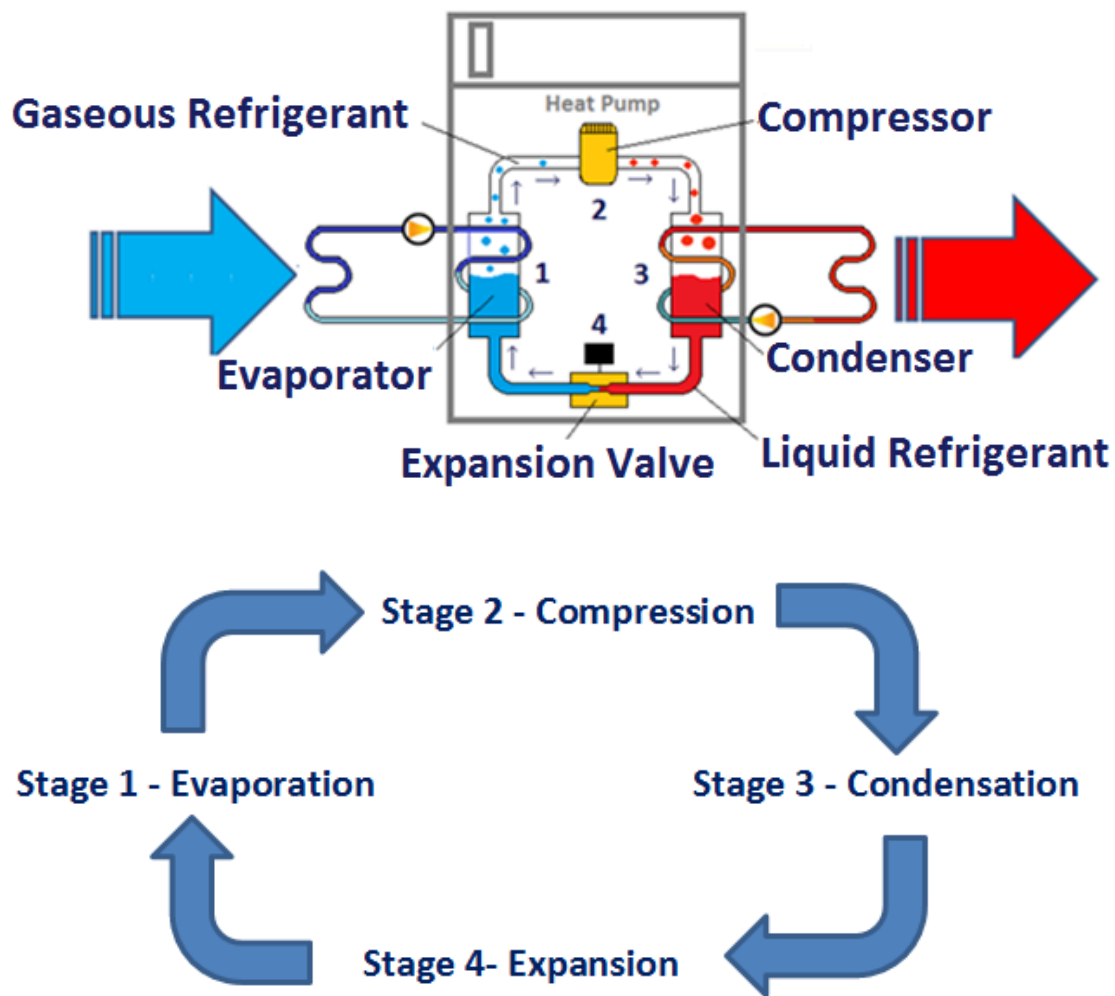 Heat Pump
Gaseous Refrigerant
Compressor
2
1
3
4
Evaporator
Condenser
Expansion Valve
Liquid Refrigerant
Stage 2 - Compression
Stage 1 - Evaporation
Stage 3 - Condensation
Stage 4- Expansion